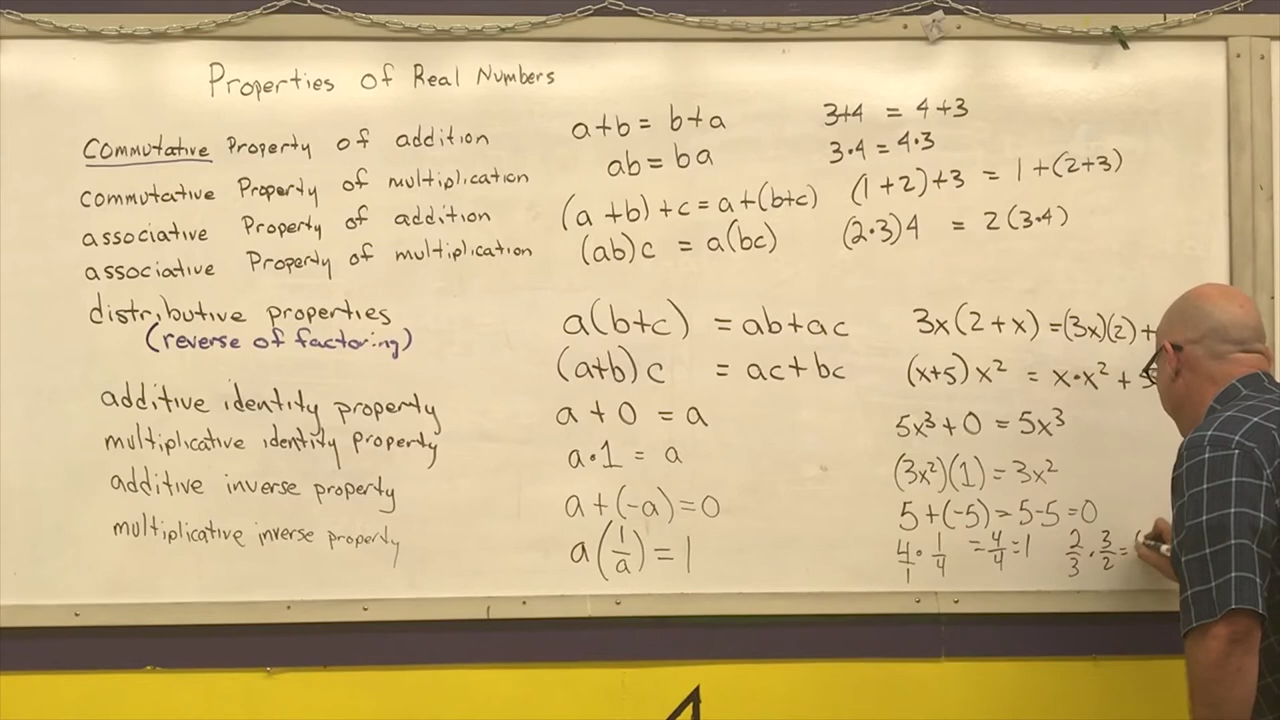 Properties of Real Numbers
Commutative Property of addition a+b = b+a 3+4 = 4+3
commutative Property of multiplication ab = ba 3·4 = 4·3
associative Property of addition (a+b)+c = a+(b+c) (1+2)+3 = 1+(2+3)
associative Property of multiplication (ab)c = a(bc) (2·3)4 = 2(3·4)
distributive properties a(b+c) = ab+ac 3x(2+x) = (3x)(2)+
(reverse of factoring)
(a+b)c = ac+bc (x+5)x² = x·x²+
additive identity property a+0 = a 5x³+0 = 5x³
multiplicative identity property a·1 = a (3x²)(1) = 3x²
additive inverse property a+(-a)=0 5+(-5)=5-5=0
multiplicative inverse property a(1/a)=1 4/1·1/4 =4/4=1 2/3·3/2=